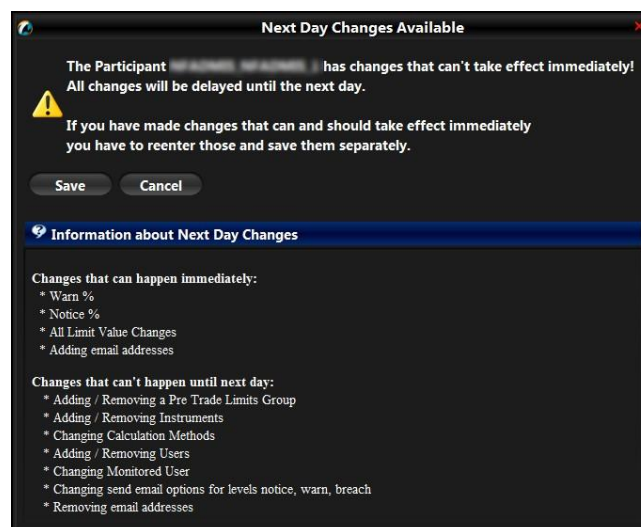 Next Day Changes Available
The Participant has changes that can't take effect immediately!
All changes will be delayed until the next day.
If you have made changes that can and should take effect immediately
you have to reenter those and save them separately.
Save Cancel
Information about Next Day Changes
Changes that can happen immediately:
* Warn %
* Notice %
* All Limit Value Changes
* Adding email addresses
Changes that can't happen until next day:
* Adding / Removing a Pre Trade Limits Group
* Adding / Removing Instruments
* Changing Calculation Methods
* Adding / Removing Users
* Changing Monitored User
* Changing send email options for levels notice, warn, breach
* Removing email addresses